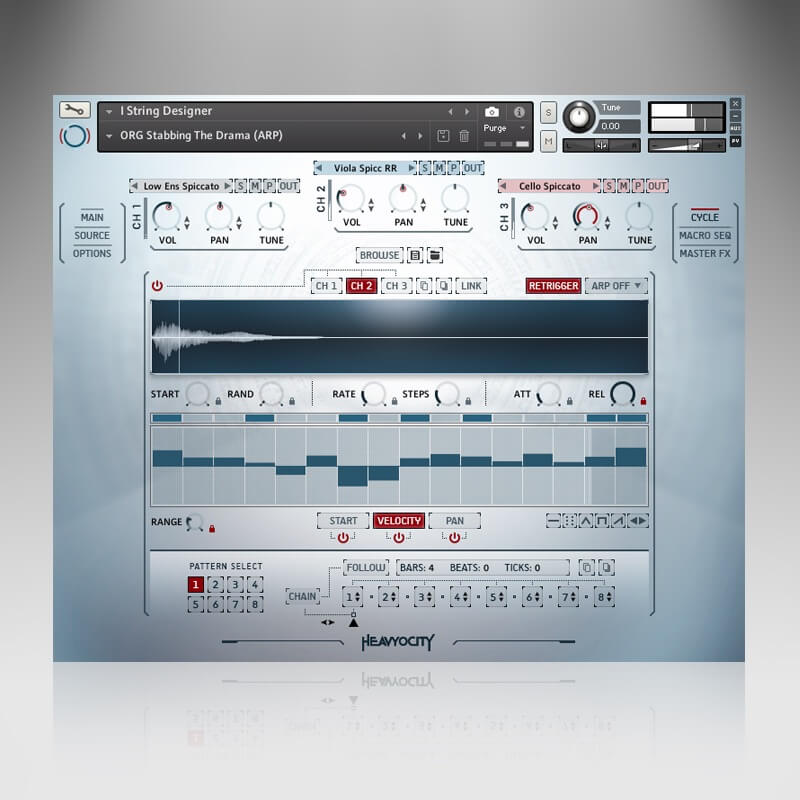 I String Designer
ORG Stabbing The Drama (ARP)
Purge
S
M
Tune
0.00
L R
AUX
PV
Low Ens Spiccato S M P OUT
CH 1
VOL PAN TUNE
Viola Spicc RR S M P OUT
CH 2
VOL PAN TUNE
Cello Spiccato S M P OUT
CH 3
VOL PAN TUNE
MAIN
SOURCE
OPTIONS
CYCLE
MACRO SEQ
MASTER FX
BROWSE
CH 1 CH 2 CH 3 LINK RETRIGGER ARP OFF
START RAND RATE STEPS ATT REL
RANGE START VELOCITY PAN
PATTERN SELECT
1 2 3 4
5 6 7 8
FOLLOW BARS: 4 BEATS: 0 TICKS: 0
CHAIN 1 2 3 4 5 6 7 8
HEAVYOCITY